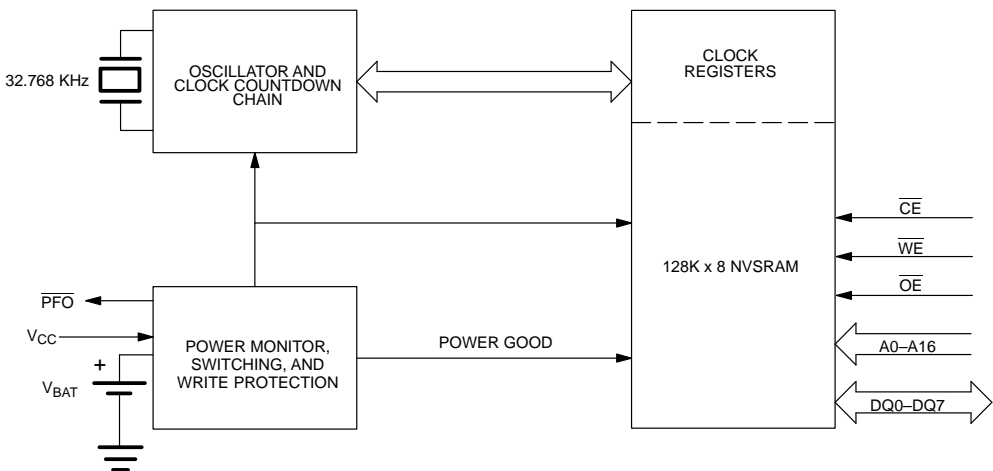 32.768 KHz
OSCILLATOR AND
CLOCK COUNTDOWN
CHAIN
CLOCK
REGISTERS
CE
WE
128K x 8 NVSRAM
OE
PFO
VCC
POWER MONITOR,
SWITCHING, AND
WRITE PROTECTION
POWER GOOD
A0–A16
+
VBAT
DQ0–DQ7